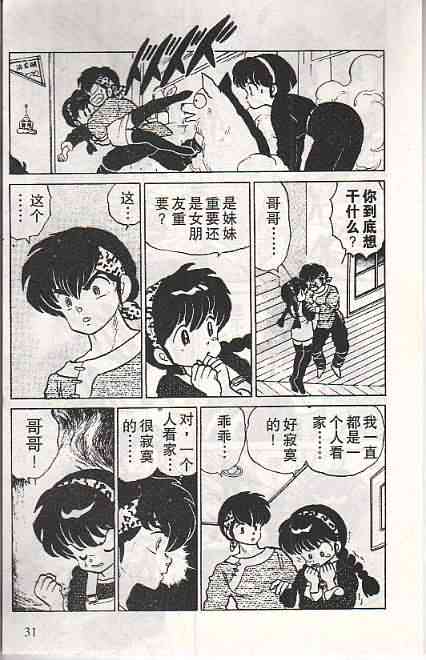 ドドドド
你到底想
干什么？
哥哥……
是妹妹
重要还
是女朋
友重
要？
这…
这个
……
我一直
都是一
个人看
家……
好寂寞
的！
乖乖…
对，一个
人看家…
很寂寞
的……
哥哥！
31